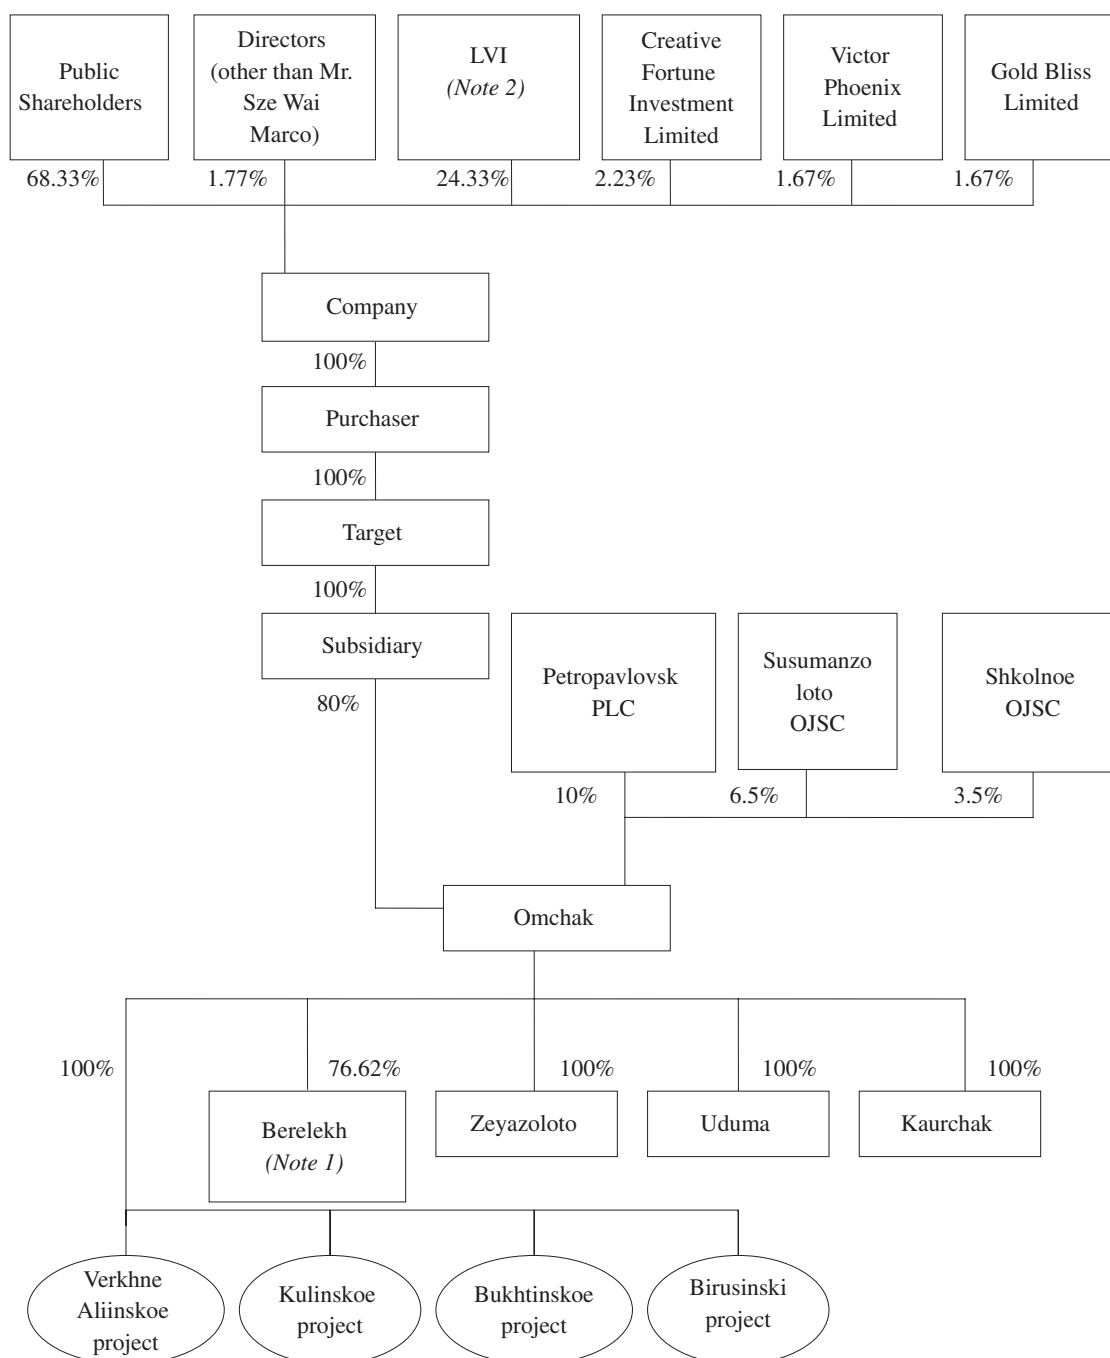 Public
Shareholders
Directors
(other than Mr.
Sze Wai
Marco)
LVI
(Note 2)
Creative
Fortune
Investment
Limited
Victor
Phoenix
Limited
Gold Bliss
Limited
68.33%
1.77%
24.33%
2.23%
1.67%
1.67%
Company
100%
Purchaser
100%
Target
100%
Subsidiary
80%
Petropavlovsk
PLC
Susumanzo
loto
OJSC
Shkolnoe
OJSC
10%
6.5%
3.5%
Omchak
100%
76.62%
100%
100%
100%
Berelekh
(Note 1)
Zeyazoloto
Uduma
Kaurchak
Verkhne
Aliinskoe
project
Kulinskoe
project
Bukhtinskoe
project
Birusinski
project